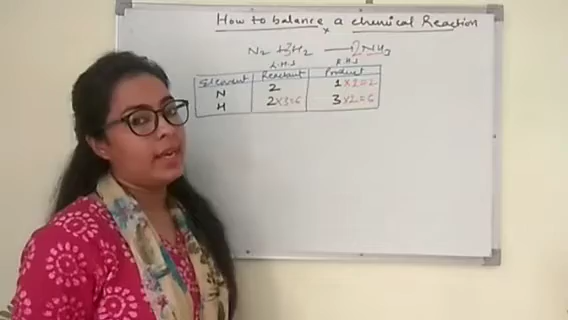 How to balance a chemical Reaction
N₂ + 3H₂ → 2NH₃
L.H.S R.H.S
Element Reactant Product
N 2 1×2=2
H 2×3=6 3×2=6